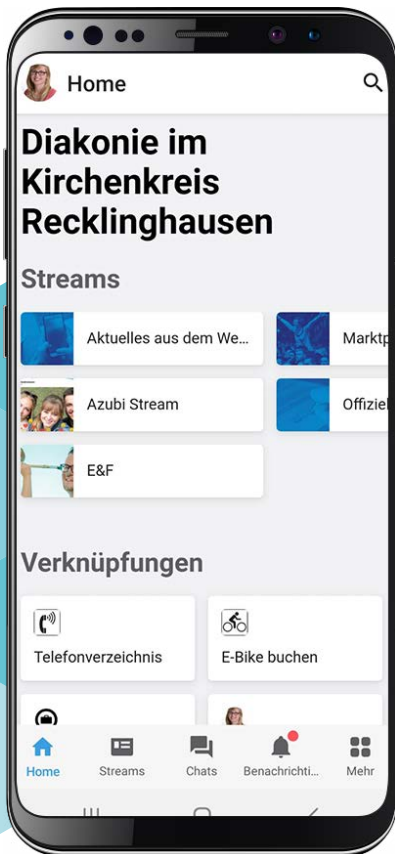 Home
Diakonie im
Kirchenkreis
Recklinghausen
Streams
Aktuelles aus dem We...
Marktp
Azubi Stream
Offiziel
E&F
Verknüpfungen
Telefonverzeichnis
E-Bike buchen
Home
Streams
Chats
Benachrichti...
Mehr